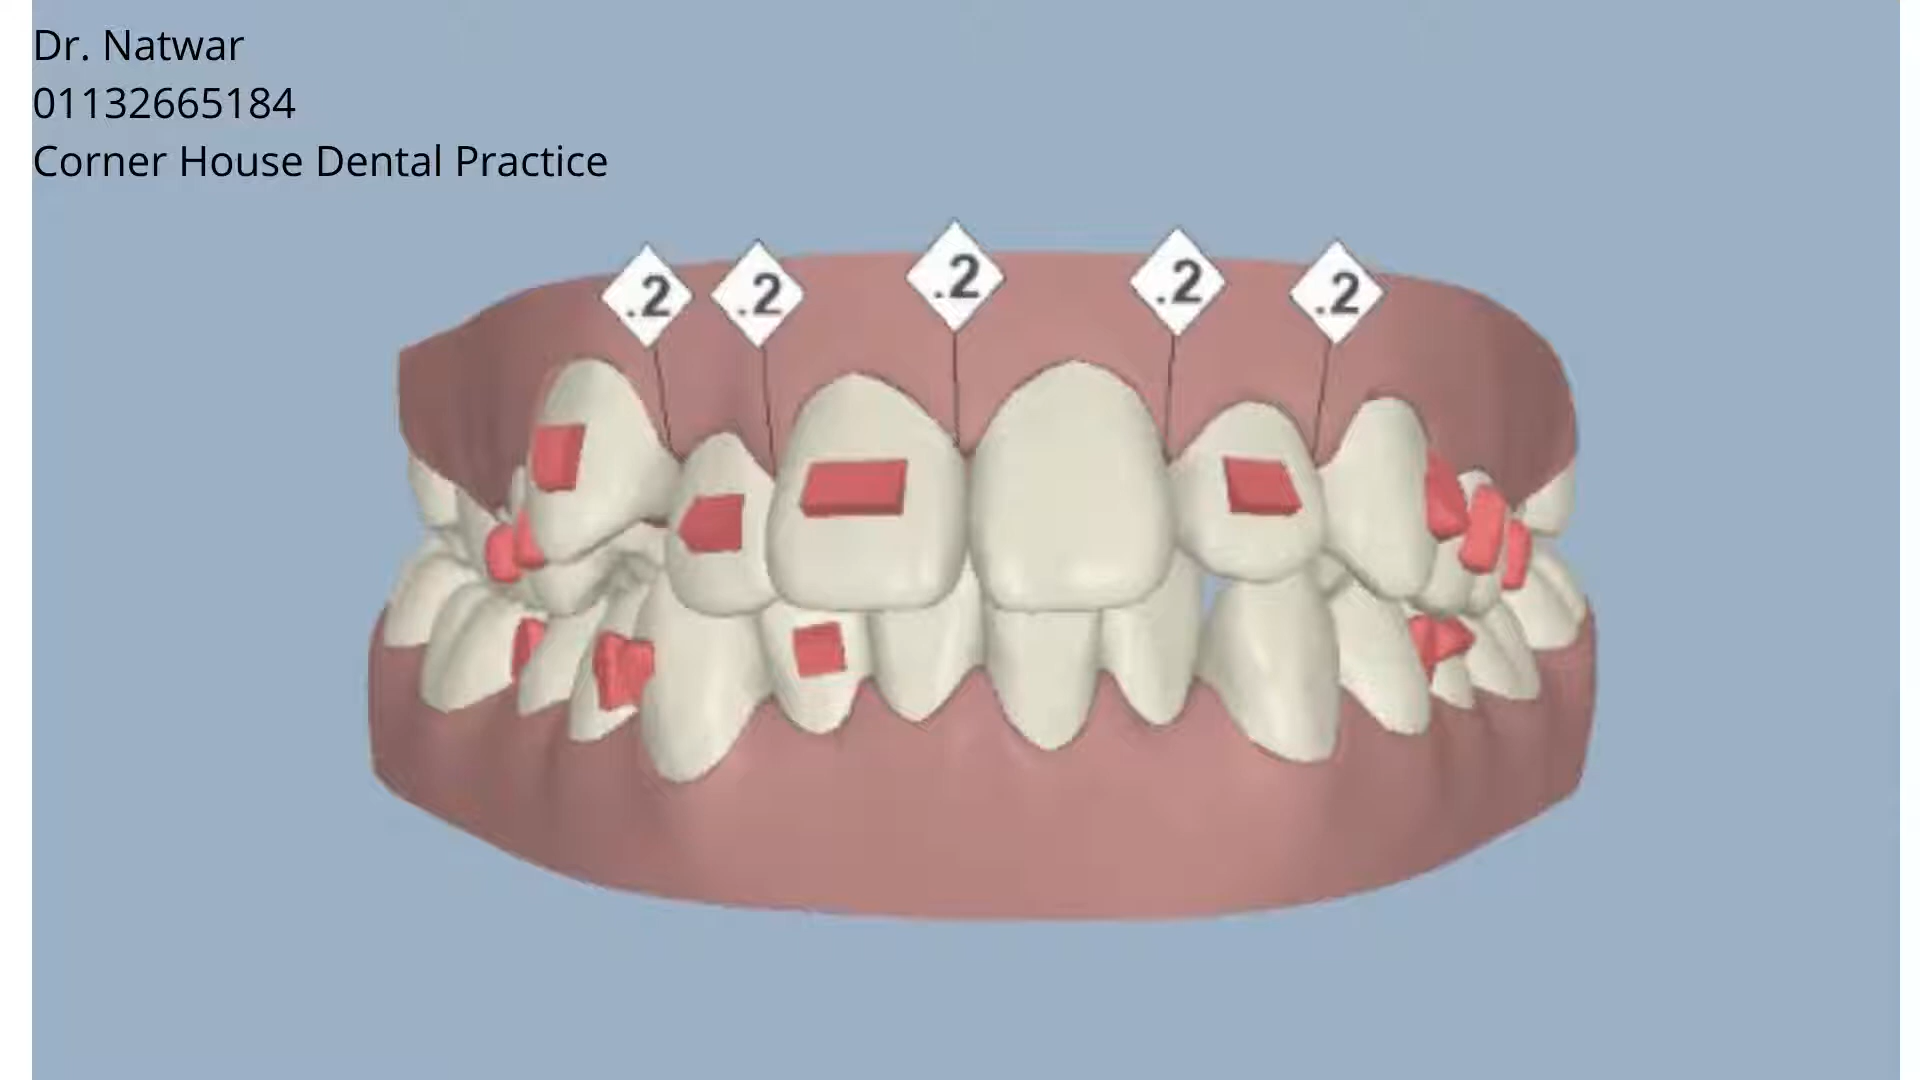 Dr. Natwar
01132665184
Corner House Dental Practice
.2 .2 .2 .2 .2